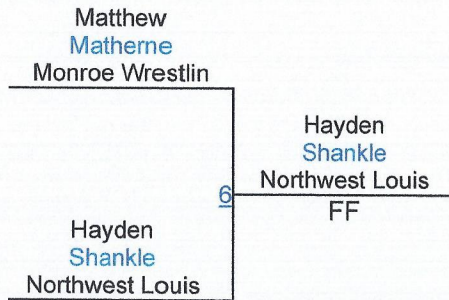 Matthew
Matherne
Monroe Wrestlin
Hayden
Shankle
Northwest Louis
6
FF
Hayden
Shankle
Northwest Louis